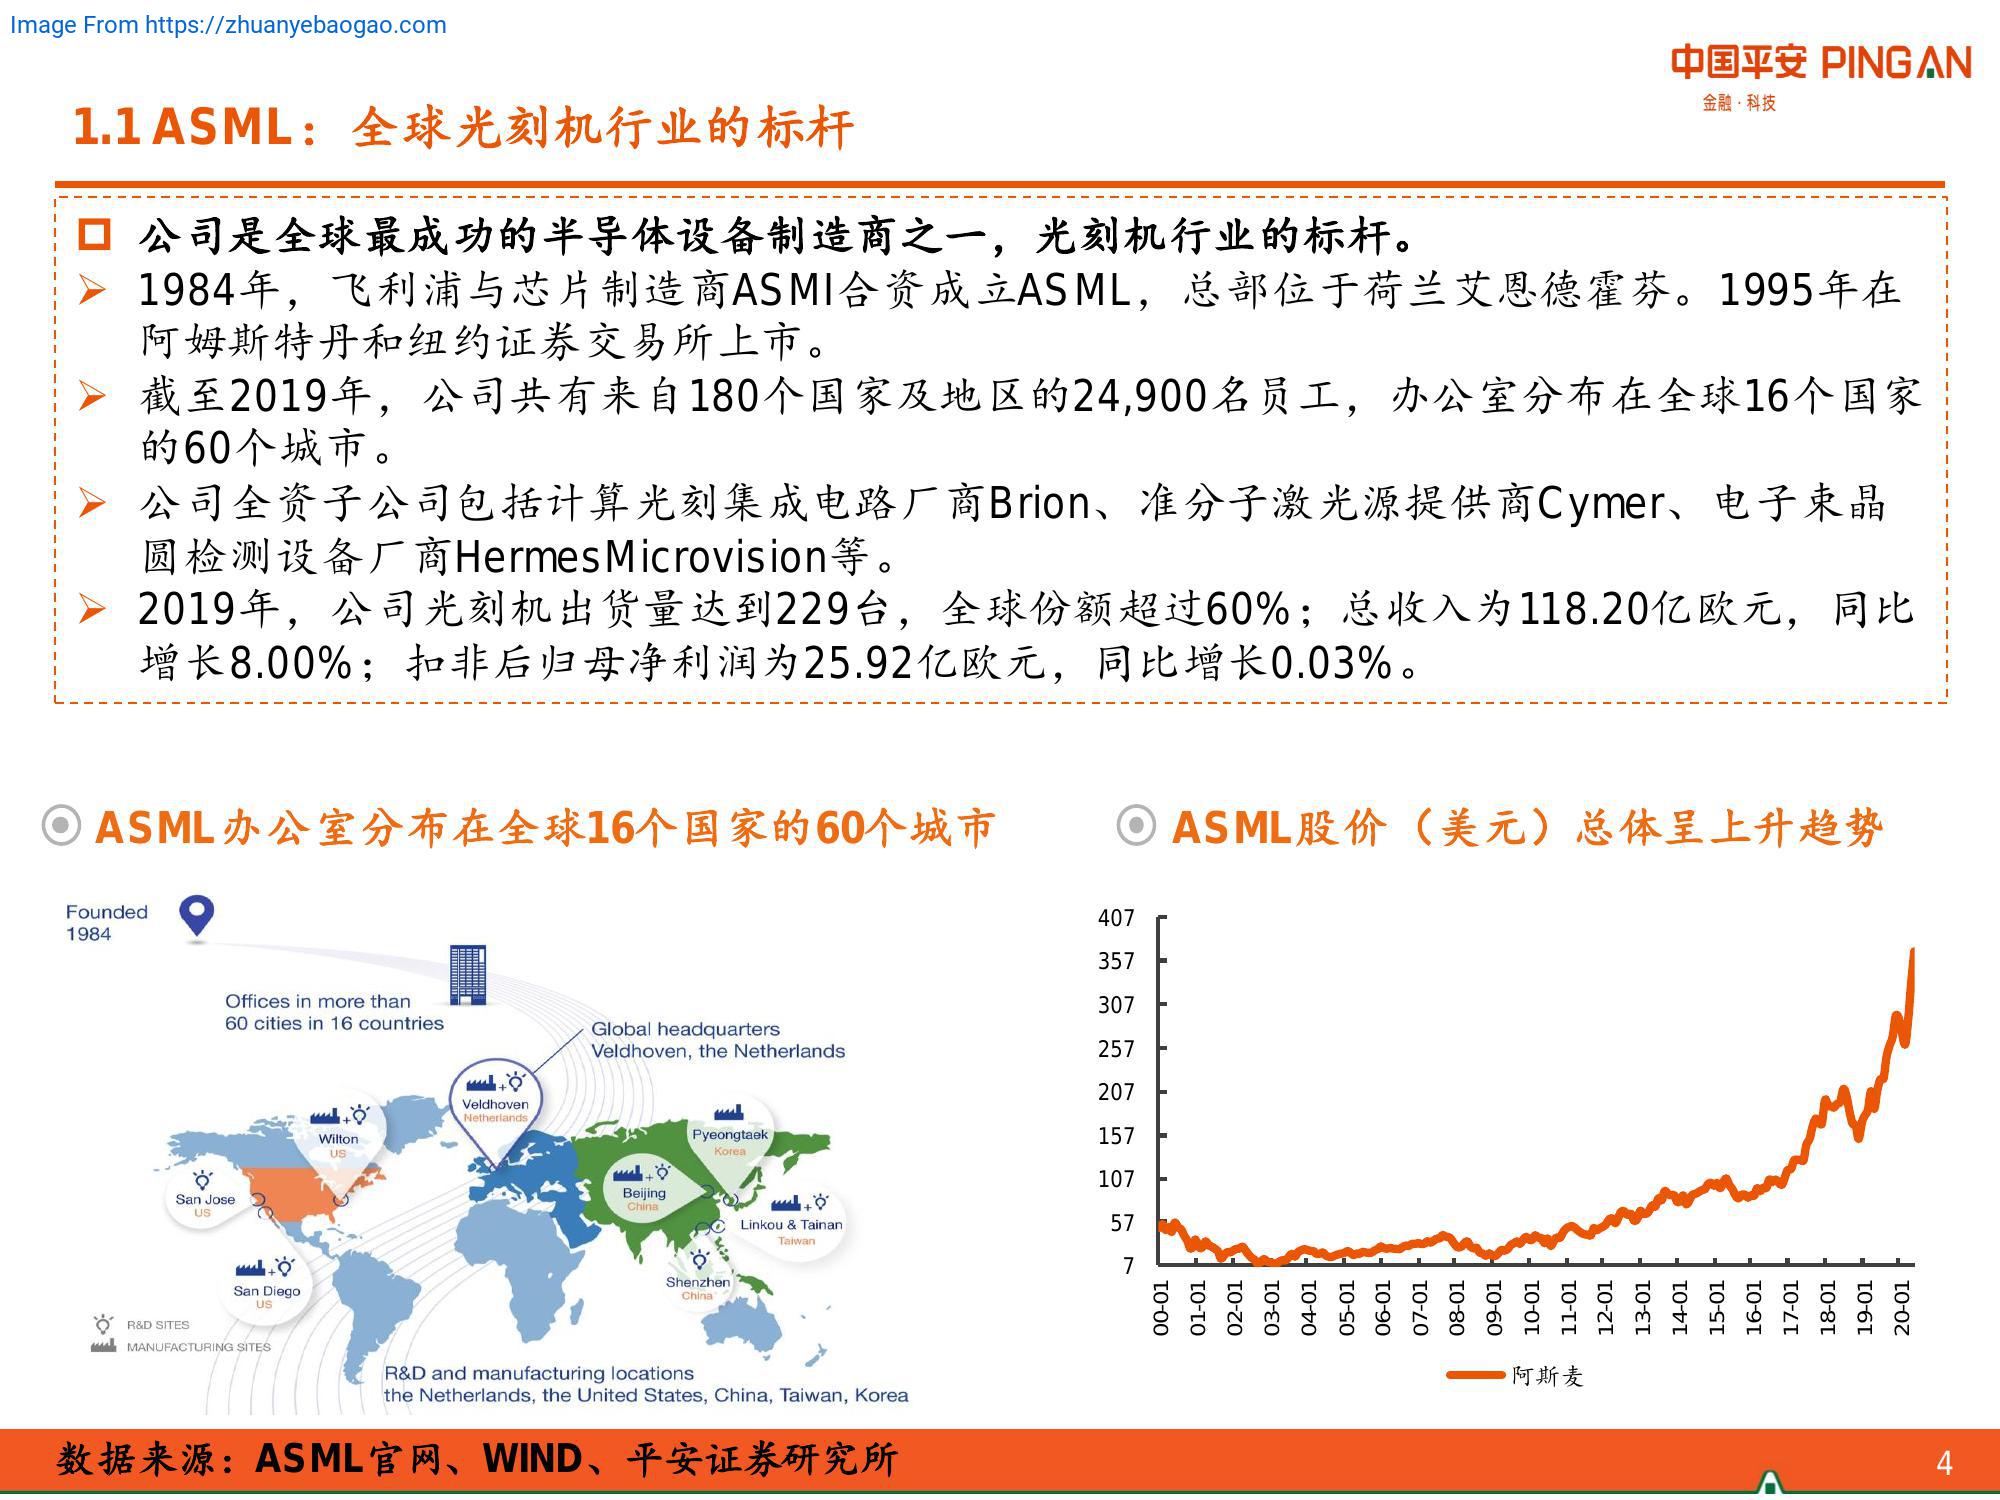 Image From https://zhuanyebaogao.com
中国平安 PINGAN
金融·科技
1.1 ASML：全球光刻机行业的标杆
公司是全球最成功的半导体设备制造商之一，光刻机行业的标杆。
1984年，飞利浦与芯片制造商ASMI合资成立ASML，总部位于荷兰艾恩德霍芬。1995年在
阿姆斯特丹和纽约证券交易所上市。
截至2019年，公司共有来自180个国家及地区的24,900名员工，办公室分布在全球16个国家
的60个城市。
公司全资子公司包括计算光刻集成电路厂商Brion、准分子激光源提供商Cymer、电子束晶
圆检测设备厂商HermesMicrovision等。
2019年，公司光刻机出货量达到229台，全球份额超过60%；总收入为118.20亿欧元，同比
增长8.00%；扣非后归母净利润为25.92亿欧元，同比增长0.03%。
ASML办公室分布在全球16个国家的60个城市
Founded
1984
Offices in more than
60 cities in 16 countries
Global headquarters
Veldhoven, the Netherlands
Veldhoven
Netherlands
Wilton
US
Pyeongtaek
Korea
San Jose
US
Beijing
China
Linkou & Tainan
Taiwan
San Diego
US
Shenzhen
China
R&D SITES
MANUFACTURING SITES
R&D and manufacturing locations
the Netherlands, the United States, China, Taiwan, Korea
ASML股价（美元）总体呈上升趋势
407
357
307
257
207
157
107
57
7
00-01
01-01
02-01
03-01
04-01
05-01
06-01
07-01
08-01
09-01
10-01
11-01
12-01
13-01
14-01
15-01
16-01
17-01
18-01
19-01
20-01
阿斯麦
数据来源：ASML官网、WIND、平安证券研究所
4